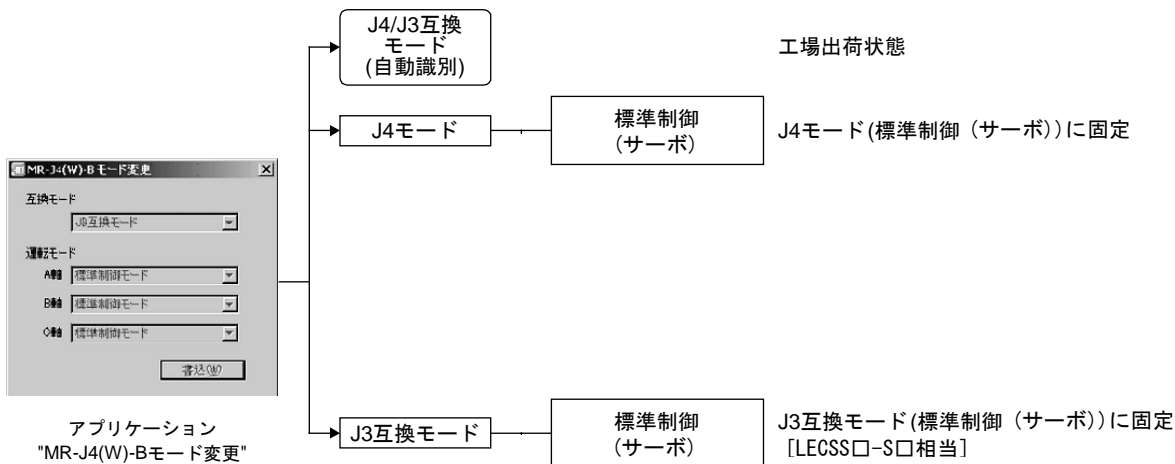 J4/J3互換
モード
(自動識別)
工場出荷状態
J4モード
標準制御
(サーボ)
J4モード(標準制御（サーボ）)に固定
MR-J4(W)-Bモード変更
互換モード
J3互換モード
運転モード
A軸 標準制御モード
B軸 標準制御モード
C軸 標準制御モード
書込(W)
アプリケーション
"MR-J4(W)-Bモード変更"
J3互換モード
標準制御
(サーボ)
J3互換モード(標準制御（サーボ）)に固定
[LECSS□-S□相当]